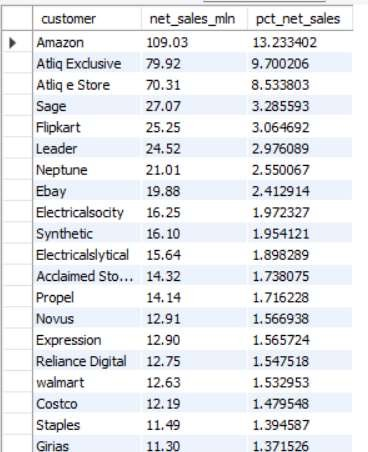 customer net_sales_mln pct_net_sales
Amazon 109.03 13.233402
Atliq Exclusive 79.92 9.700206
Atliq e Store 70.31 8.533803
Sage 27.07 3.285593
Flipkart 25.25 3.064692
Leader 24.52 2.976089
Neptune 21.01 2.550067
Ebay 19.88 2.412914
Electricalsocity 16.25 1.972327
Synthetic 16.10 1.954121
Electricalslytical 15.64 1.898289
Acclaimed Sto... 14.32 1.738075
Propel 14.14 1.716228
Novus 12.91 1.566938
Expression 12.90 1.565724
Reliance Digital 12.75 1.547518
walmart 12.63 1.532953
Costco 12.19 1.479548
Staples 11.49 1.394587
Girias 11.30 1.371526